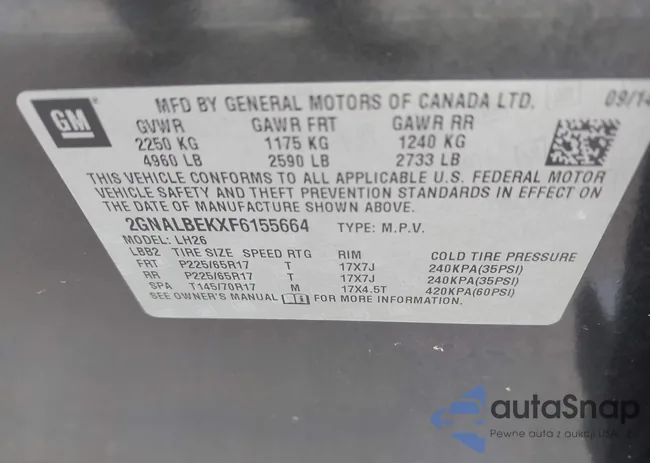 GM
MFD BY GENERAL MOTORS OF CANADA LTD. 09/14
GVWR GAWR FRT GAWR RR
2250 KG 1175 KG 1240 KG
4960 LB 2590 LB 2733 LB
THIS VEHICLE CONFORMS TO ALL APPLICABLE U.S. FEDERAL MOTOR
VEHICLE SAFETY AND THEFT PREVENTION STANDARDS IN EFFECT ON
THE DATE OF MANUFACTURE SHOWN ABOVE.
2GNALBEKXF6155664 TYPE: M.P.V.
MODEL: LH26
LBB2 TIRE SIZE SPEED RTG RIM COLD TIRE PRESSURE
FRT P225/65R17 T 17X7J 240KPA(35PSI)
RR P225/65R17 T 17X7J 240KPA(35PSI)
SPA T145/70R17 M 17X4.5T 420KPA(60PSI)
SEE OWNER'S MANUAL FOR MORE INFORMATION.
autaSnap
Pewne auta z aukcji USA